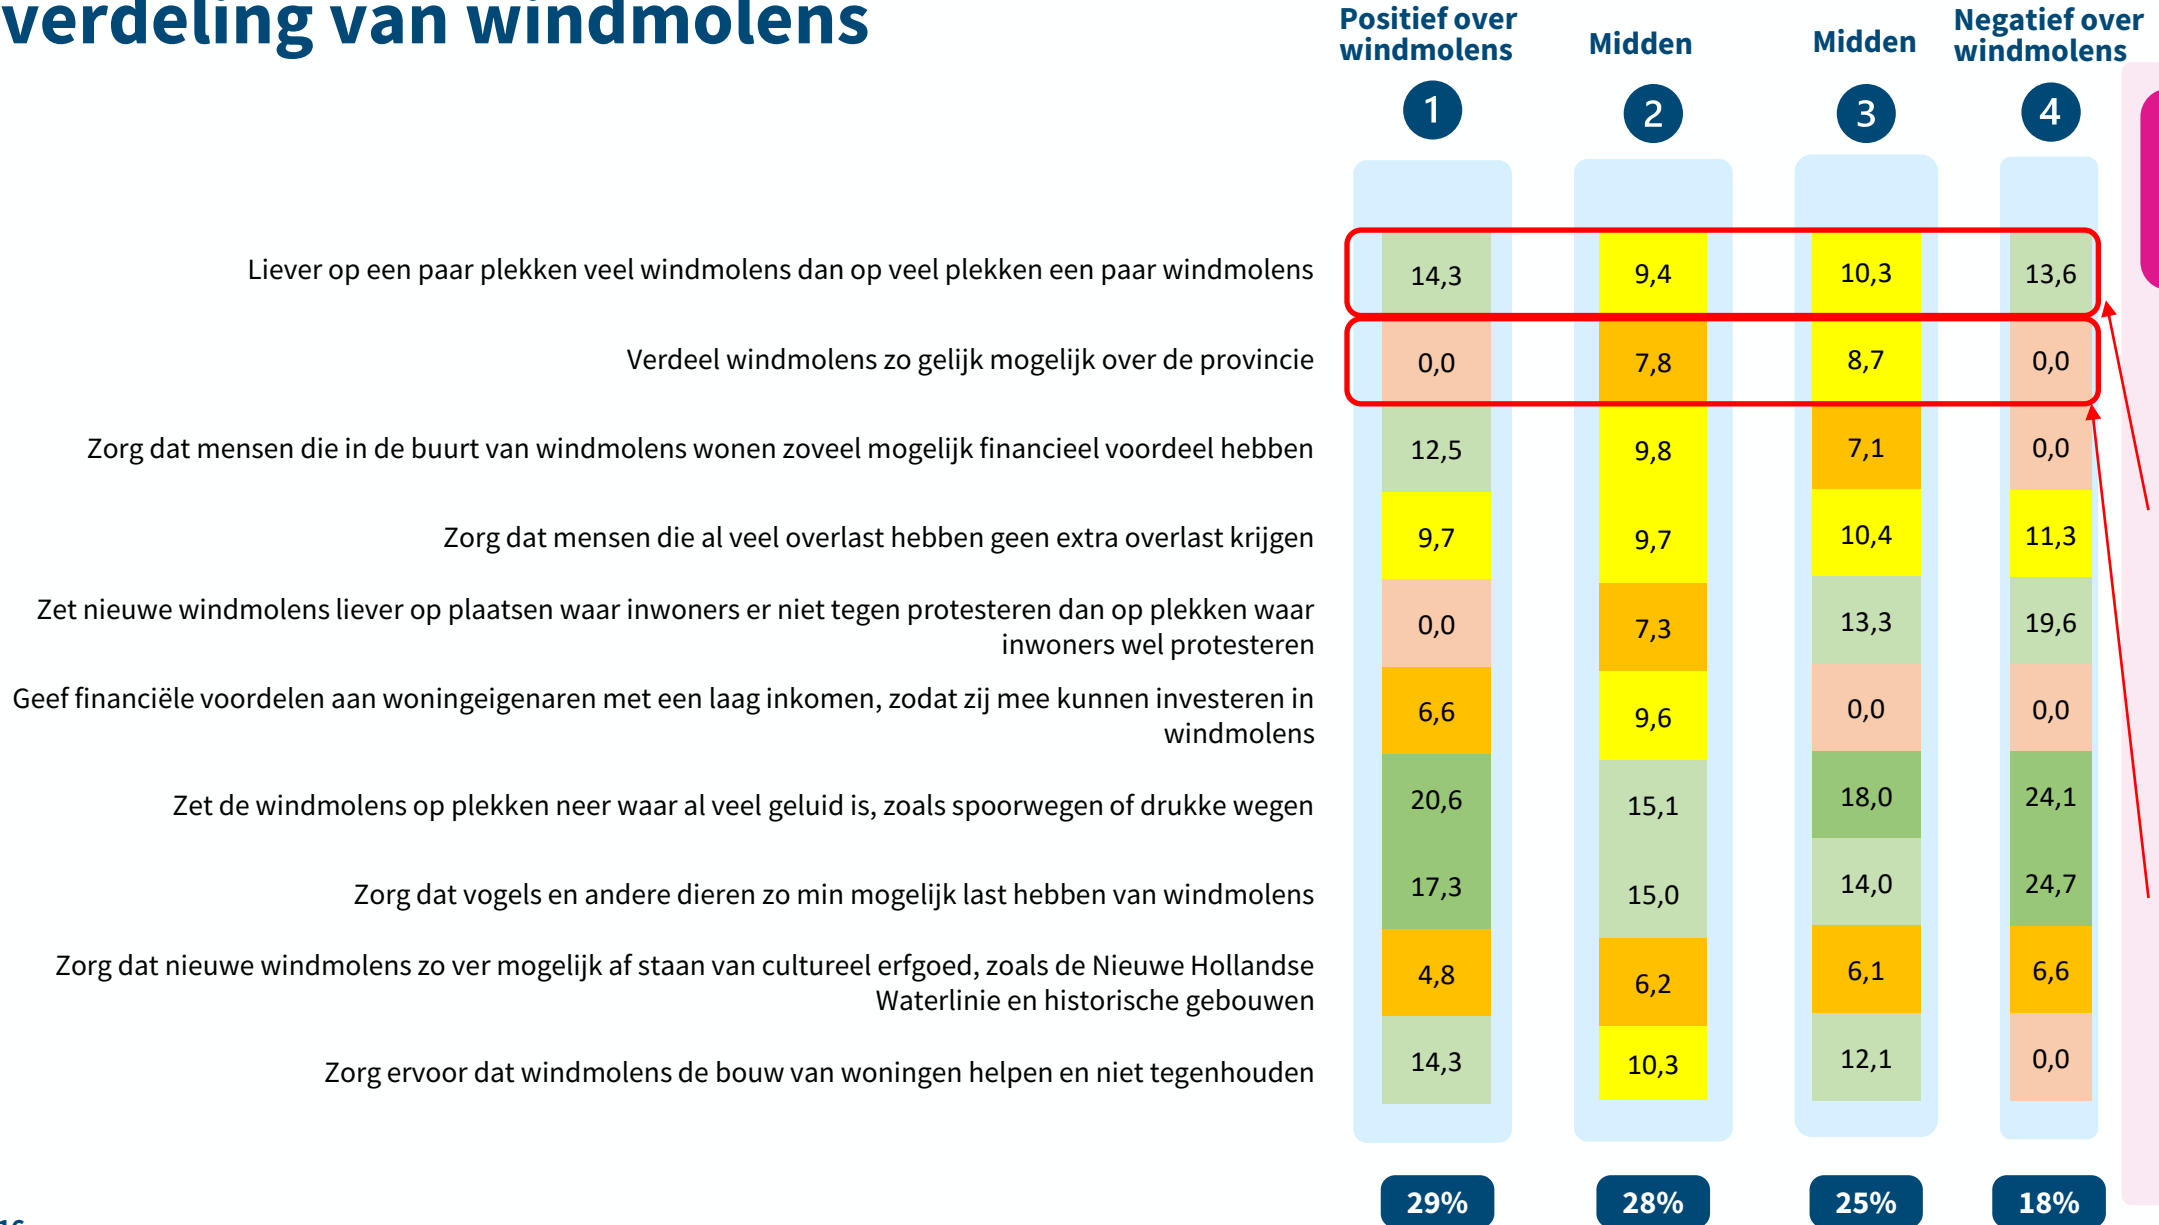 verdeling van windmolens
Positief over
windmolens
Midden
Midden
Negatief over
windmolens
1
2
3
4
Liever op een paar plekken veel windmolens dan op veel plekken een paar windmolens
14,3
9,4
10,3
13,6
Verdeel windmolens zo gelijk mogelijk over de provincie
0,0
7,8
8,7
0,0
Zorg dat mensen die in de buurt van windmolens wonen zoveel mogelijk financieel voordeel hebben
12,5
9,8
7,1
0,0
Zorg dat mensen die al veel overlast hebben geen extra overlast krijgen
9,7
9,7
10,4
11,3
Zet nieuwe windmolens liever op plaatsen waar inwoners er niet tegen protesteren dan op plekken waar
inwoners wel protesteren
0,0
7,3
13,3
19,6
Geef financiële voordelen aan woningeigenaren met een laag inkomen, zodat zij mee kunnen investeren in
windmolens
6,6
9,6
0,0
0,0
Zet de windmolens op plekken neer waar al veel geluid is, zoals spoorwegen of drukke wegen
20,6
15,1
18,0
24,1
Zorg dat vogels en andere dieren zo min mogelijk last hebben van windmolens
17,3
15,0
14,0
24,7
Zorg dat nieuwe windmolens zo ver mogelijk af staan van cultureel erfgoed, zoals de Nieuwe Hollandse
Waterlinie en historische gebouwen
4,8
6,2
6,1
6,6
Zorg ervoor dat windmolens de bouw van woningen helpen en niet tegenhouden
14,3
10,3
12,1
0,0
29%
28%
25%
18%